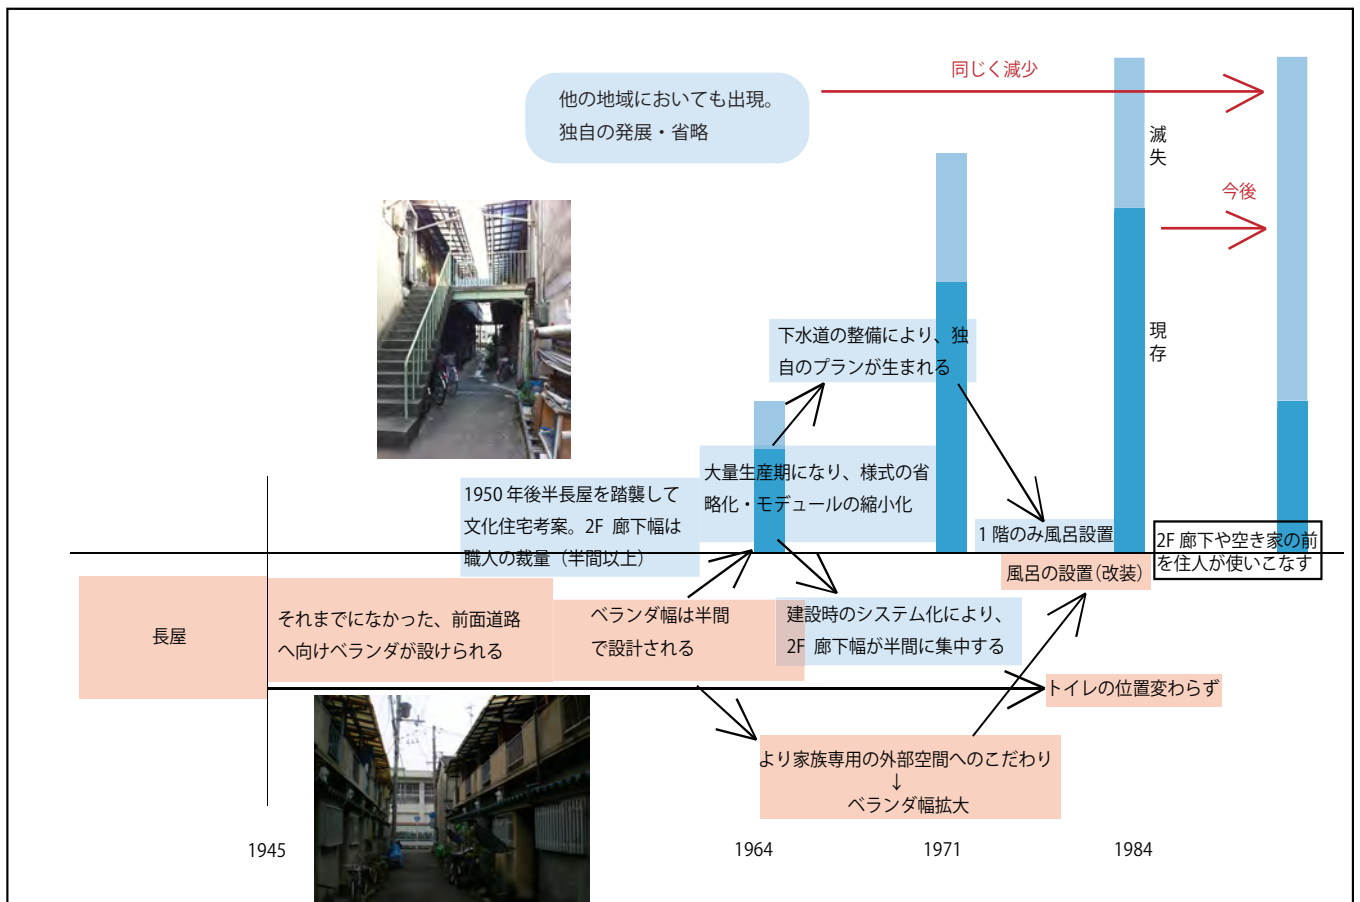 同じく減少
他の地域においても出現。
独自の発展・省略
滅失
今後
現存
下水道の整備により、独
自のプランが生まれる
大量生産期になり、様式の省
略化・モデュールの縮小化
1950 年後半長屋を踏襲して
文化住宅考案。2F 廊下幅は
職人の裁量（半間以上）
1 階のみ風呂設置
2F 廊下や空き家の前
を住人が使いこなす
風呂の設置（改装）
長屋
それまでになかった、前面道路
へ向けベランダが設けられる
ベランダ幅は半間
で設計される
建設時のシステム化により、
2F 廊下幅が半間に集中する
トイレの位置変わらず
より家族専用の外部空間へのこだわり
↓
ベランダ幅拡大
1945
1964
1971
1984